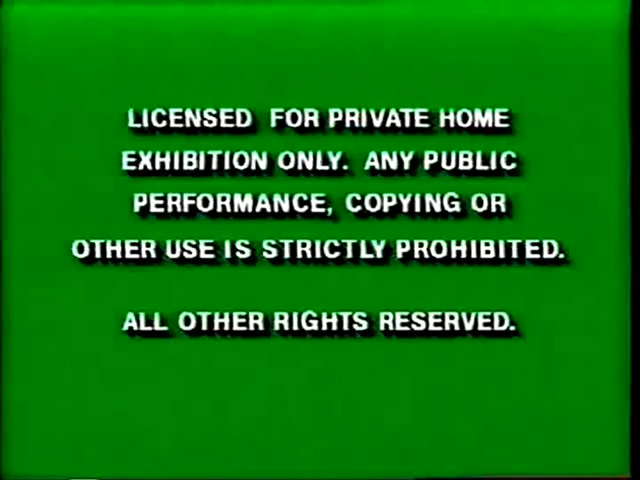 LICENSED FOR PRIVATE HOME
EXHIBITION ONLY. ANY PUBLIC
PERFORMANCE, COPYING OR
OTHER USE IS STRICTLY PROHIBITED.
ALL OTHER RIGHTS RESERVED.